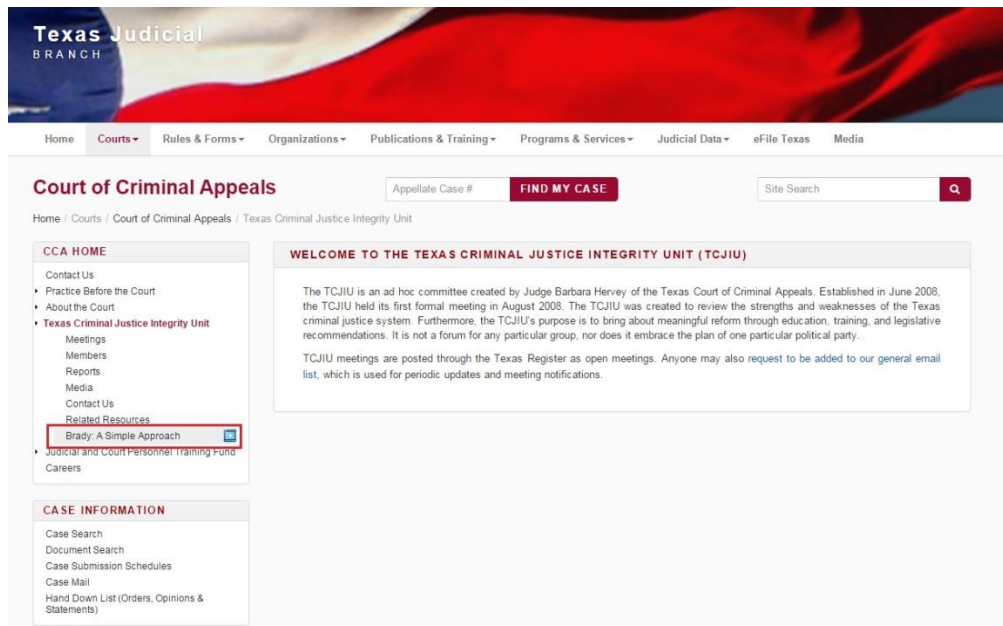 Texas Judicial
BRANCH
Home Courts Rules & Forms Organizations Publications & Training Programs & Services Judicial Data eFile Texas Media
Court of Criminal Appeals
Appellate Case #
FIND MY CASE
Site Search
Home / Courts / Court of Criminal Appeals / Texas Criminal Justice Integrity Unit
CCA HOME
Contact Us
Practice Before the Court
About the Court
Texas Criminal Justice Integrity Unit
Meetings
Members
Reports
Media
Contact Us
Related Resources
Brady: A Simple Approach
Judicial and Court Personnel Training Fund
Careers
CASE INFORMATION
Case Search
Document Search
Case Submission Schedules
Case Mail
Hand Down List (Orders, Opinions &
Statements)
WELCOME TO THE TEXAS CRIMINAL JUSTICE INTEGRITY UNIT (TCJIU)
The TCJIU is an ad hoc committee created by Judge Barbara Hervey of the Texas Court of Criminal Appeals. Established in June 2008,
the TCJIU held its first formal meeting in August 2008. The TCJIU was created to review the strengths and weaknesses of the Texas
criminal justice system. Furthermore, the TCJIU's purpose is to bring about meaningful reform through education, training, and legislative
recommendations. It is not a forum for any particular group, nor does it embrace the plan of one particular political party.
TCJIU meetings are posted through the Texas Register as open meetings. Anyone may also request to be added to our general email
list, which is used for periodic updates and meeting notifications.